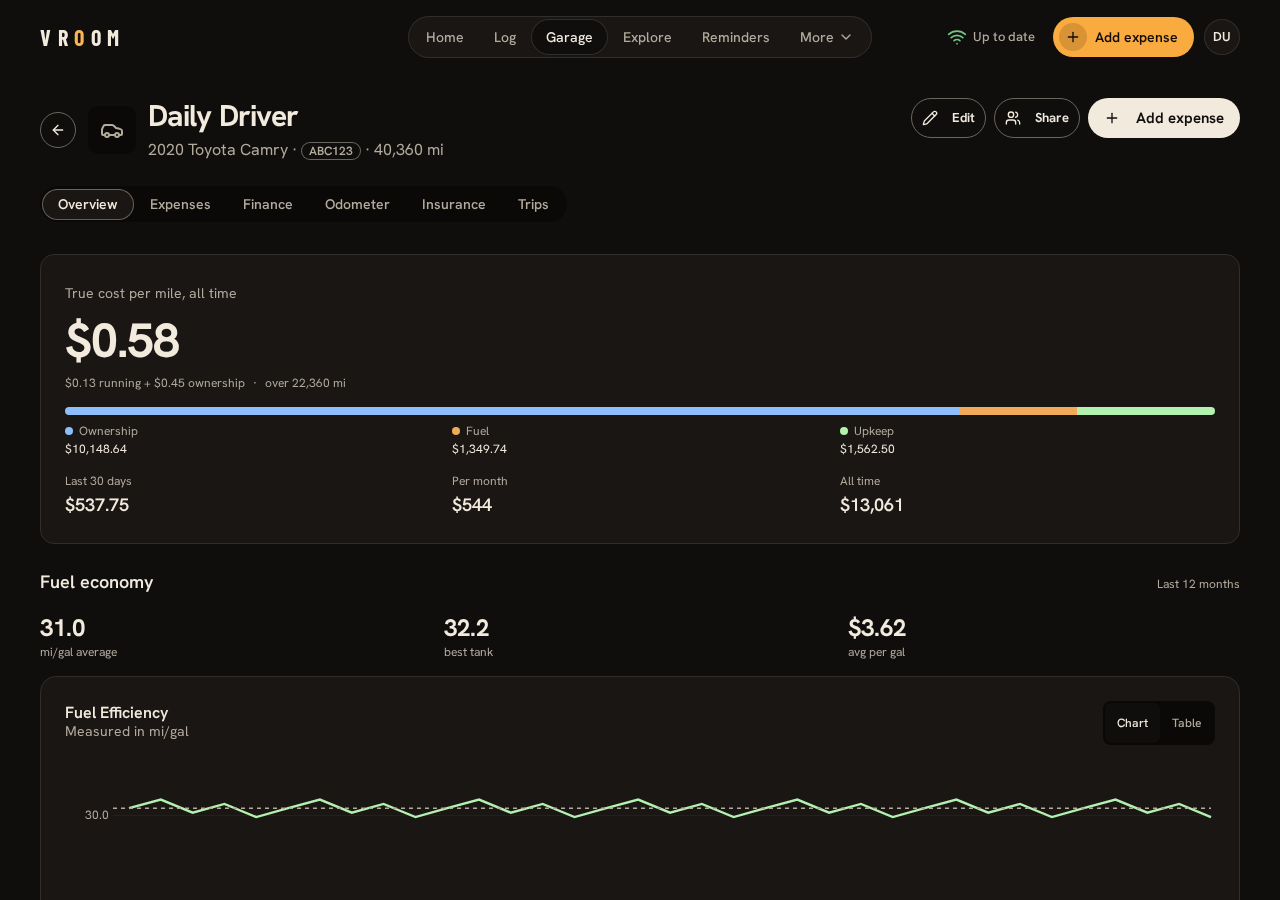 VROOM
Home
Log
Garage
Explore
Reminders
More
Up to date
Add expense
DU
Daily Driver
2020 Toyota Camry · ABC123 · 40,360 mi
Edit
Share
Add expense
Overview
Expenses
Finance
Odometer
Insurance
Trips
True cost per mile, all time
$0.58
$0.13 running + $0.45 ownership · over 22,360 mi
Ownership
$10,148.64
Fuel
$1,349.74
Upkeep
$1,562.50
Last 30 days
$537.75
Per month
$544
All time
$13,061
Fuel economy
Last 12 months
31.0
mi/gal average
32.2
best tank
$3.62
avg per gal
Fuel Efficiency
Measured in mi/gal
Chart
Table
30.0